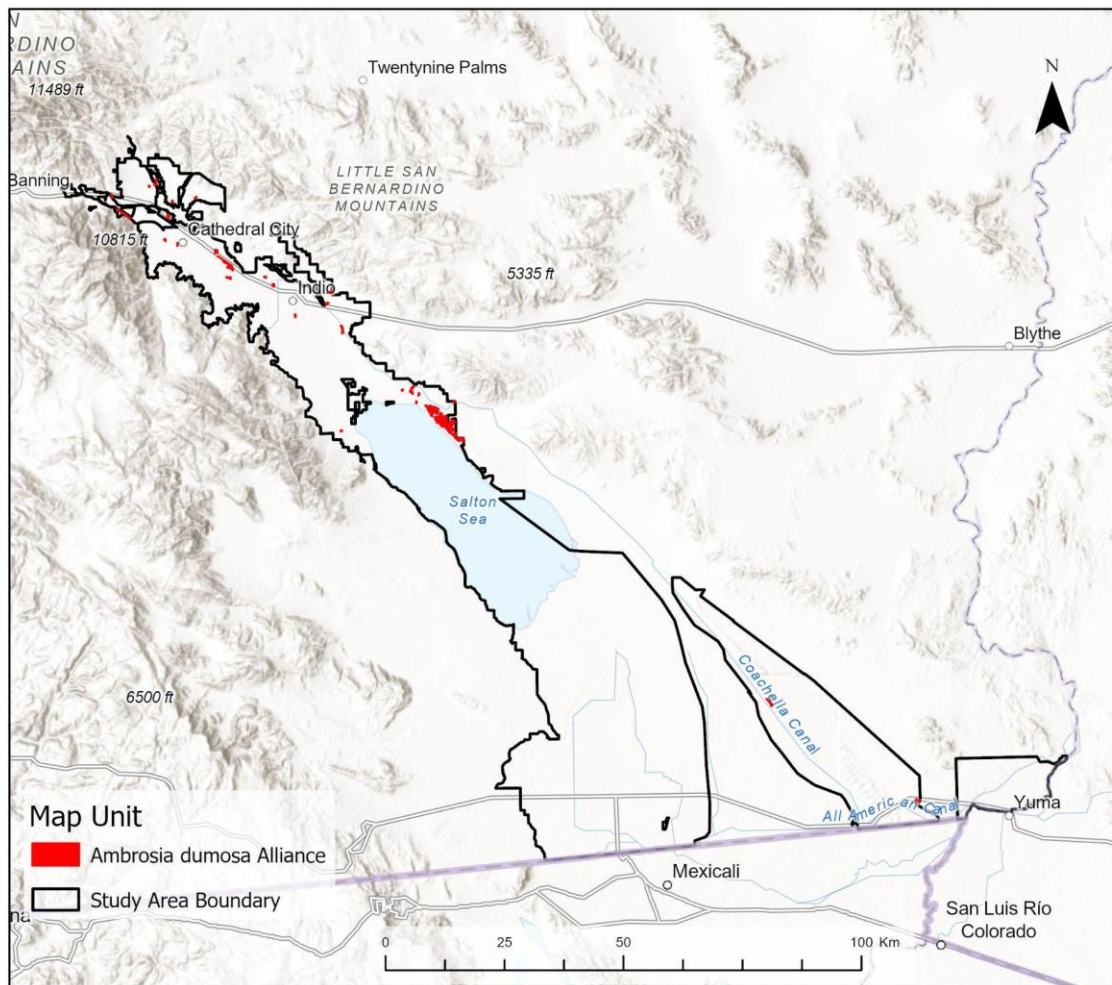 N
RDINO
AINS
11489 ft
Twentynine Palms
N
LITTLE SAN
BERNARDINO
MOUNTAINS
Banning
10815 ft
Cathedral City
5335 ft
Indio
Blythe
Salton
Sea
6500 ft
Coachella Canal
All American Canal
Yuma
Map Unit
Ambrosia dumosa Alliance
Study Area Boundary
Mexicali
na
San Luis Río
Colorado
0 25 50 100 Km